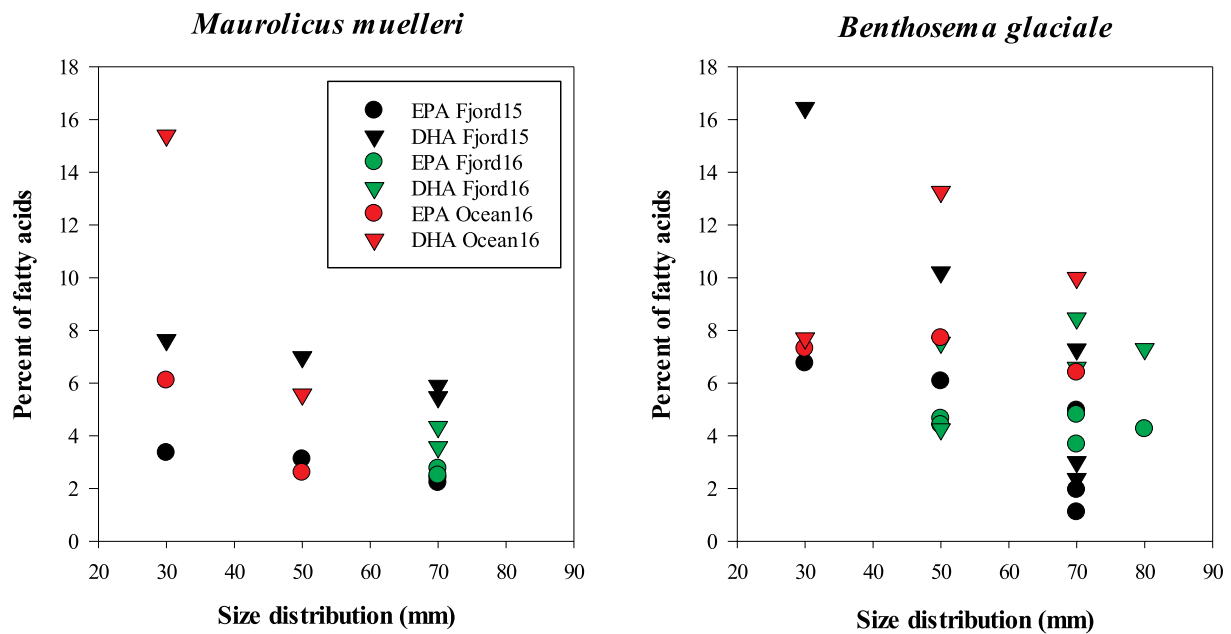 Maurolicus muelleri
Percent of fatty acids
18
16
14
12
10
8
6
4
2
0
EPA Fjord15
DHA Fjord15
EPA Fjord16
DHA Fjord16
EPA Ocean16
DHA Ocean16
20 30 40 50 60 70 80 90
Size distribution (mm)
Benthosema glaciale
Percent of fatty acids
18
16
14
12
10
8
6
4
2
0
20 30 40 50 60 70 80 90
Size distribution (mm)